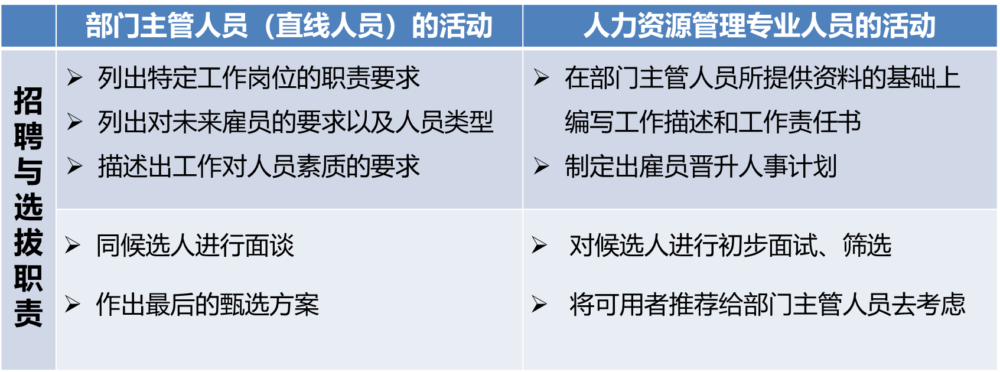 部门主管人员（直线人员）的活动
人力资源管理专业人员的活动
招聘与选拔职责
列出特定工作岗位的职责要求
列出对未来雇员的要求以及人员类型
描述出工作对人员素质的要求
在部门主管人员所提供资料的基础上
编写工作描述和工作责任书
制定出雇员晋升人事计划
同候选人进行面谈
作出最后的甄选方案
对候选人进行初步面试、筛选
将可用者推荐给部门主管人员去考虑